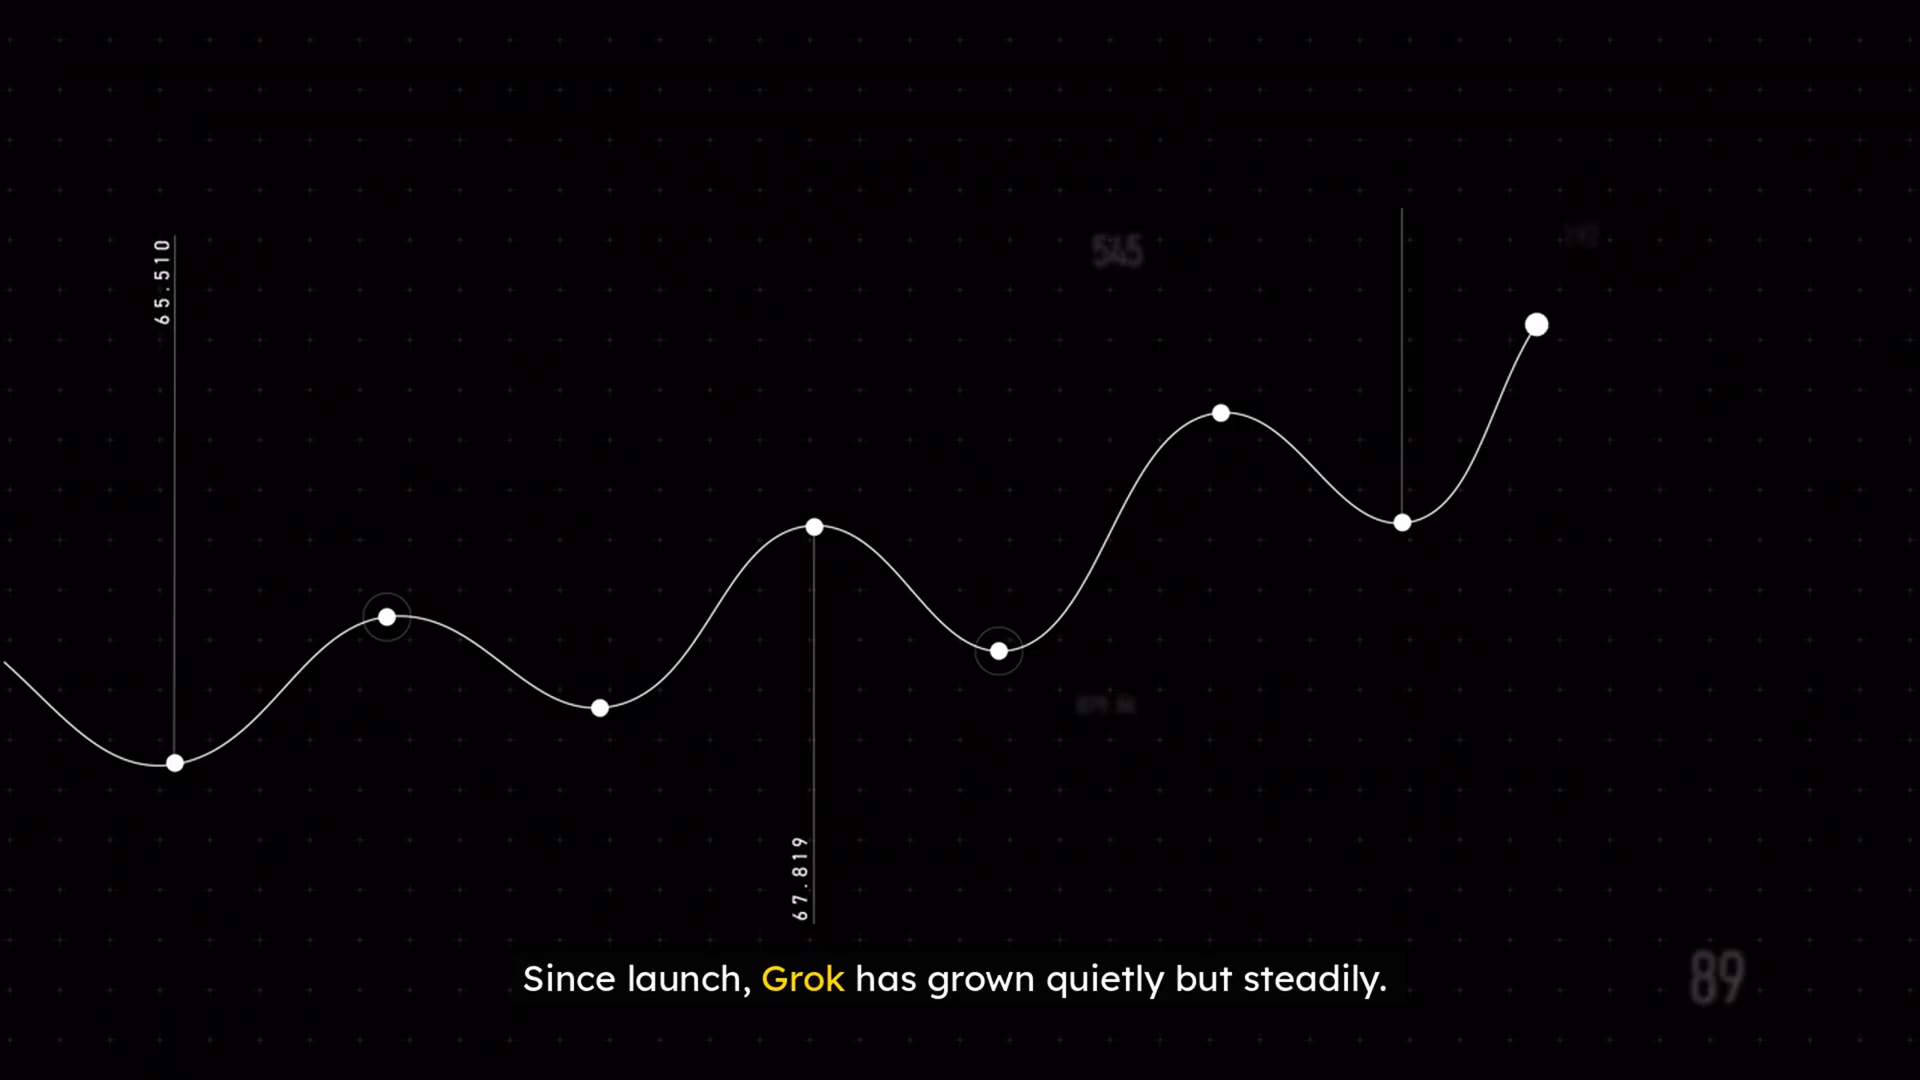 65.510
545
67.819
Since launch, Grok has grown quietly but steadily.
89